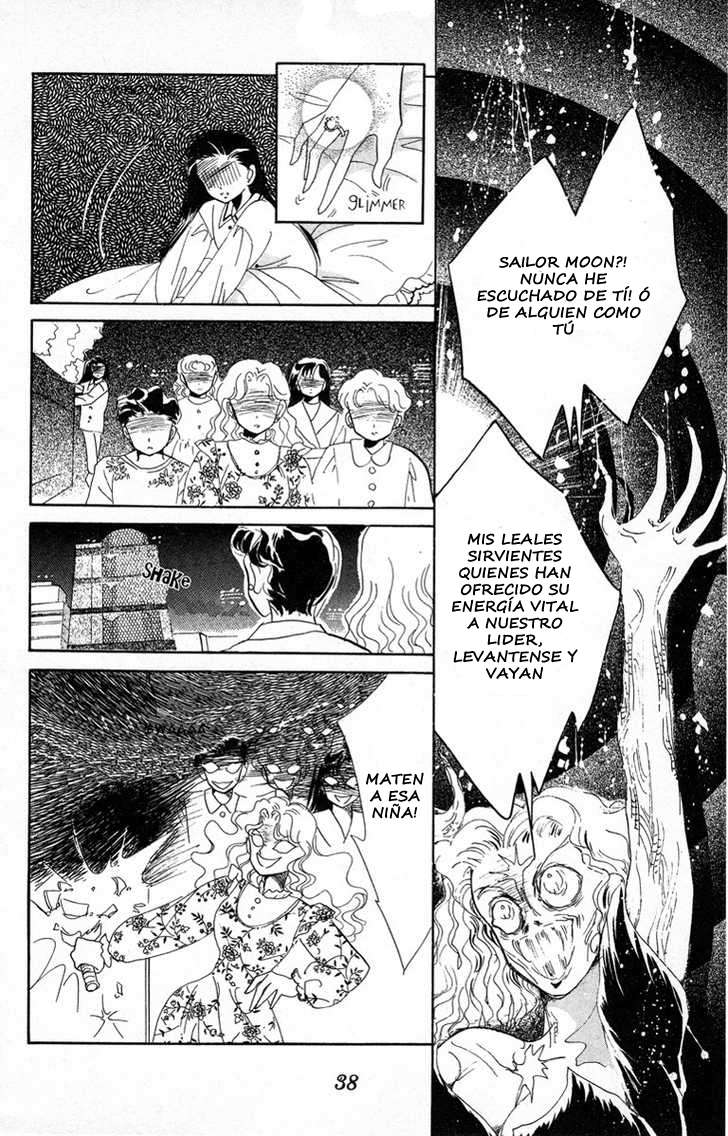 SAILOR MOON?!
NUNCA HE
ESCUCHADO DE TÍ! Ó
DE ALGUIEN COMO
TÚ
MIS LEALES
SIRVIENTES
QUIENES HAN
OFRECIDO SU
ENERGÍA VITAL
A NUESTRO
LIDER,
LEVANTENSE Y
VAYAN
GLIMMER
SHAKE
MATEN
A ESA
NIÑA!
38